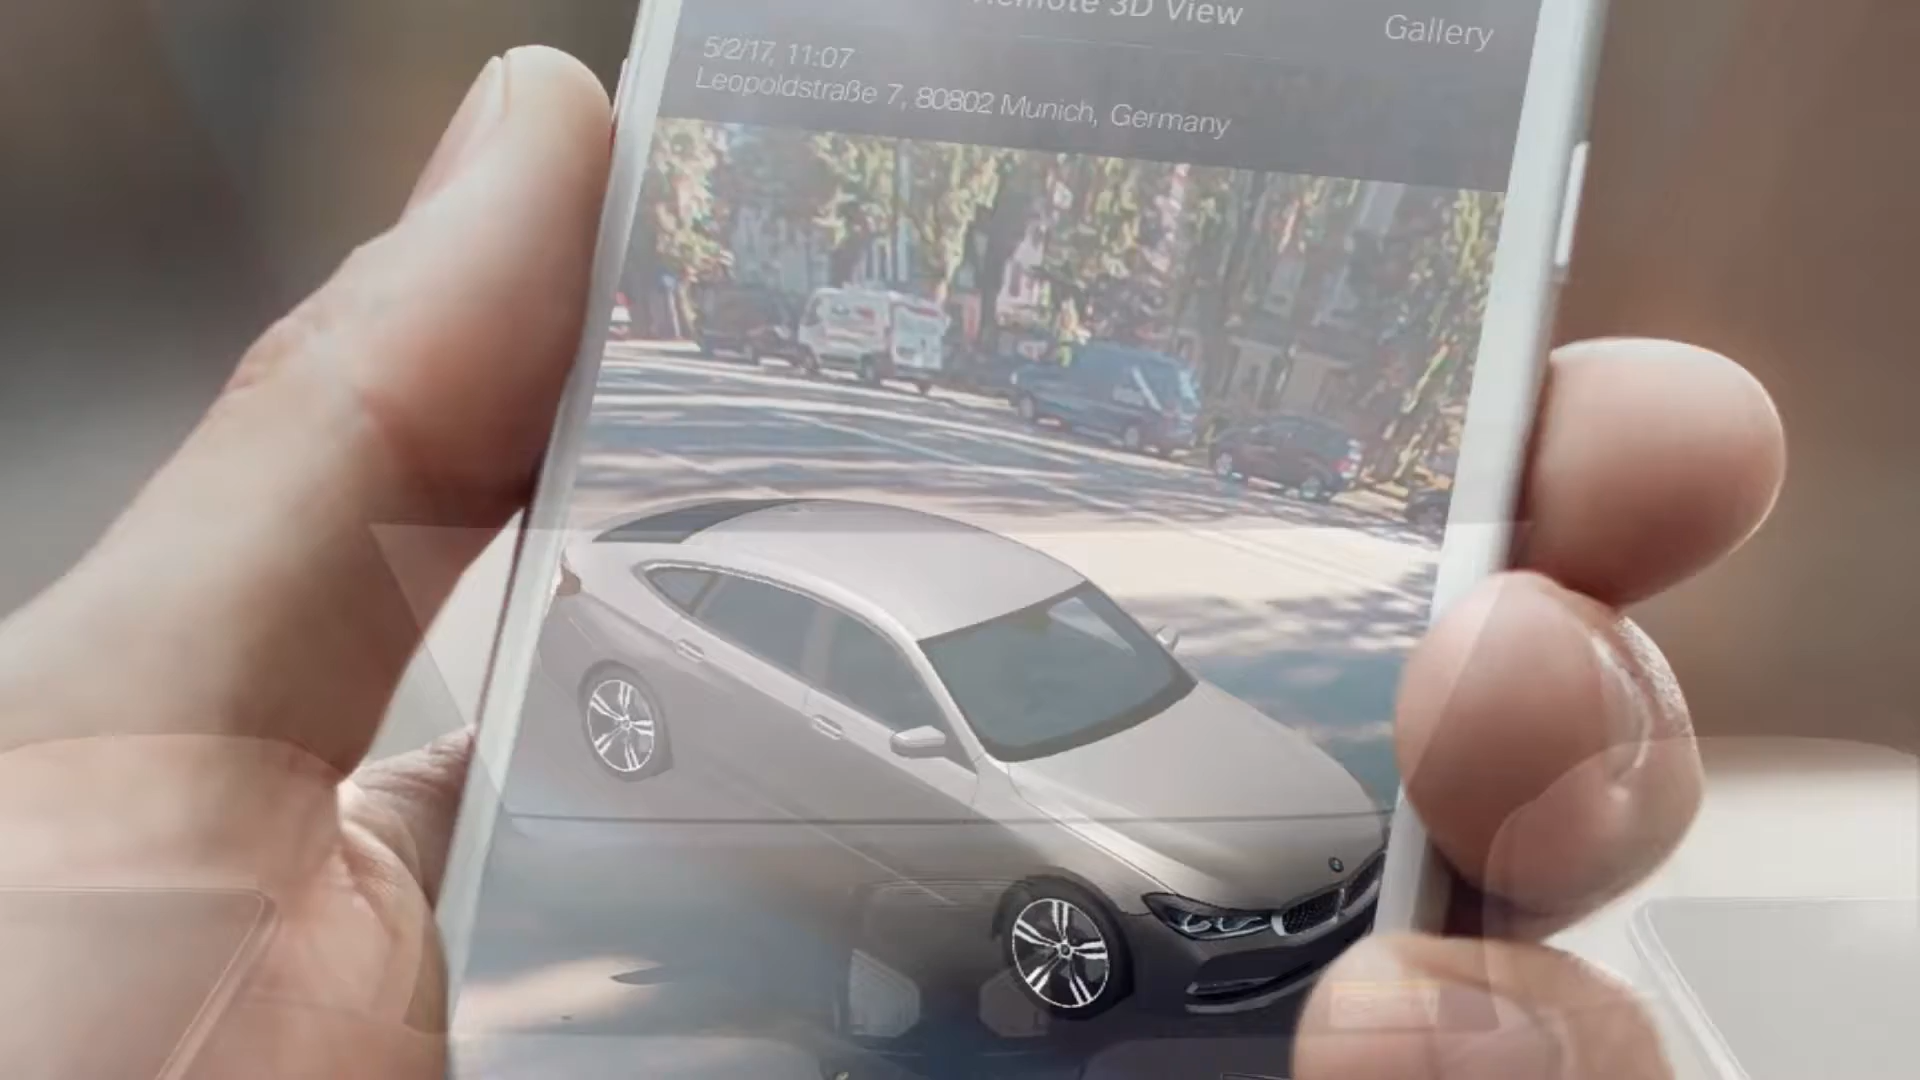 Remote 3D View
Gallery
5/2/17, 11:07
Leopoldstraße 7, 80802 Munich, Germany